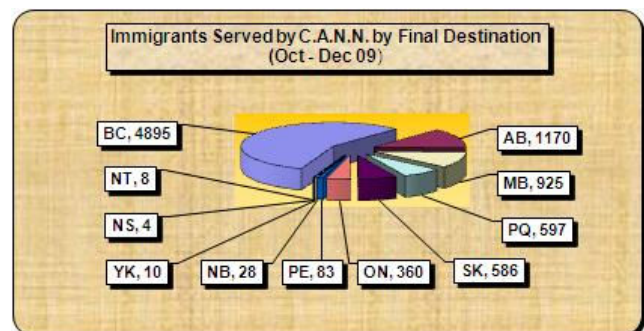 Immigrants Served by C.A.N.N. by Final Destination
(Oct - Dec 09)
BC, 4895
AB, 1170
NT, 8
MB, 925
NS, 4
PQ, 597
YK, 10
NB, 28
PE, 83
ON, 360
SK, 586